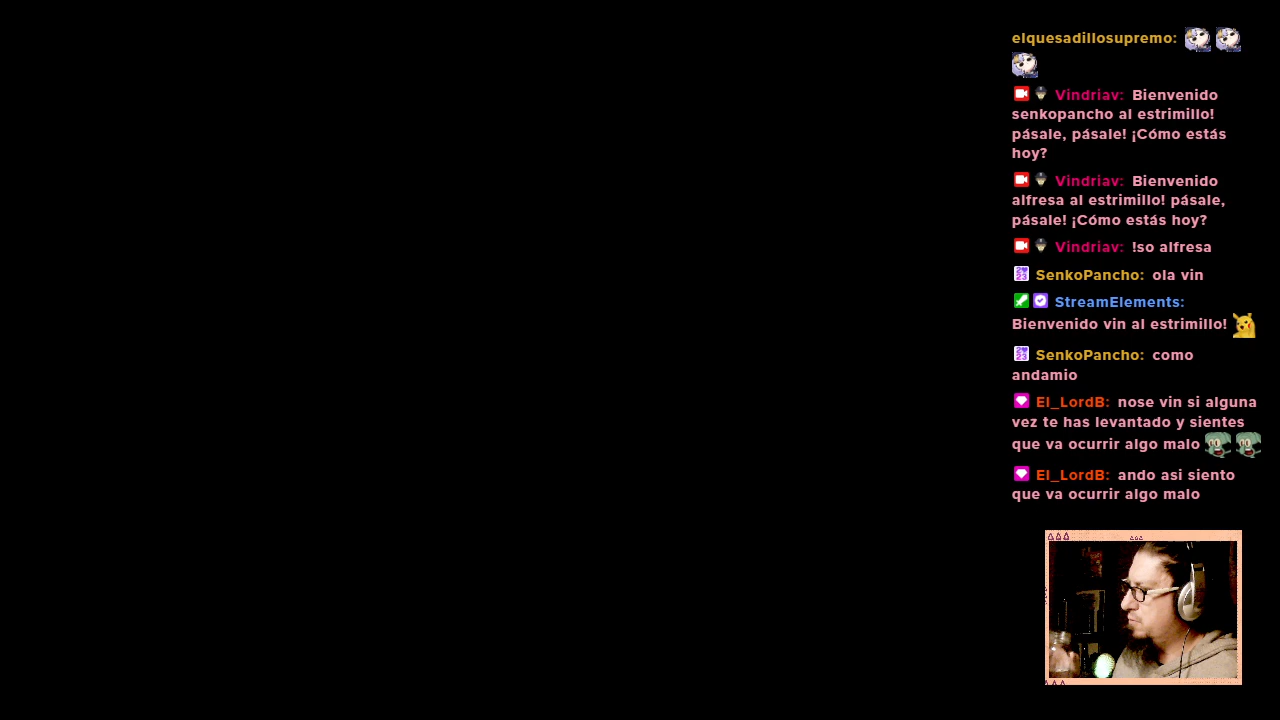 elquesadillosupremo:
Vindriav: Bienvenido
senkopancho al estrimillo!
pásale, pásale! ¡Cómo estás
hoy?
Vindriav: Bienvenido
alfresa al estrimillo! pásale,
pásale! ¡Cómo estás hoy?
Vindriav: !so alfresa
SenkoPancho: ola vin
StreamElements:
Bienvenido vin al estrimillo!
SenkoPancho: como
andamio
El_LordB: nose vin si alguna
vez te has levantado y sientes
que va ocurrir algo malo
El_LordB: ando asi siento
que va ocurrir algo malo